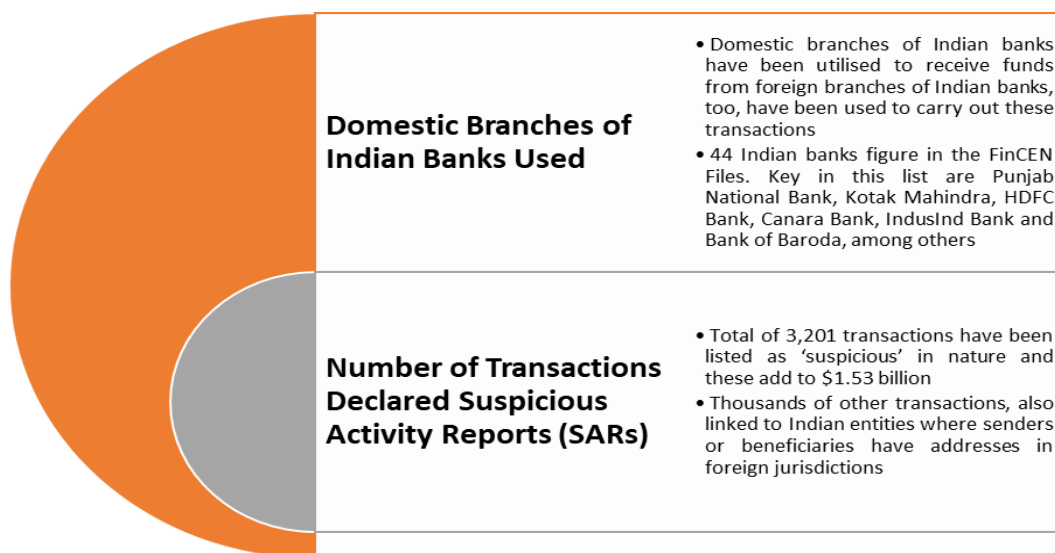 Domestic Branches of
Indian Banks Used
• Domestic branches of Indian banks
have been utilised to receive funds
from foreign branches of Indian banks,
too, have been used to carry out these
transactions
• 44 Indian banks figure in the FinCEN
Files. Key in this list are Punjab
National Bank, Kotak Mahindra, HDFC
Bank, Canara Bank, IndusInd Bank and
Bank of Baroda, among others
Number of Transactions
Declared Suspicious
Activity Reports (SARs)
• Total of 3,201 transactions have been
listed as ‘suspicious’ in nature and
these add to $1.53 billion
• Thousands of other transactions, also
linked to Indian entities where senders
or beneficiaries have addresses in
foreign jurisdictions